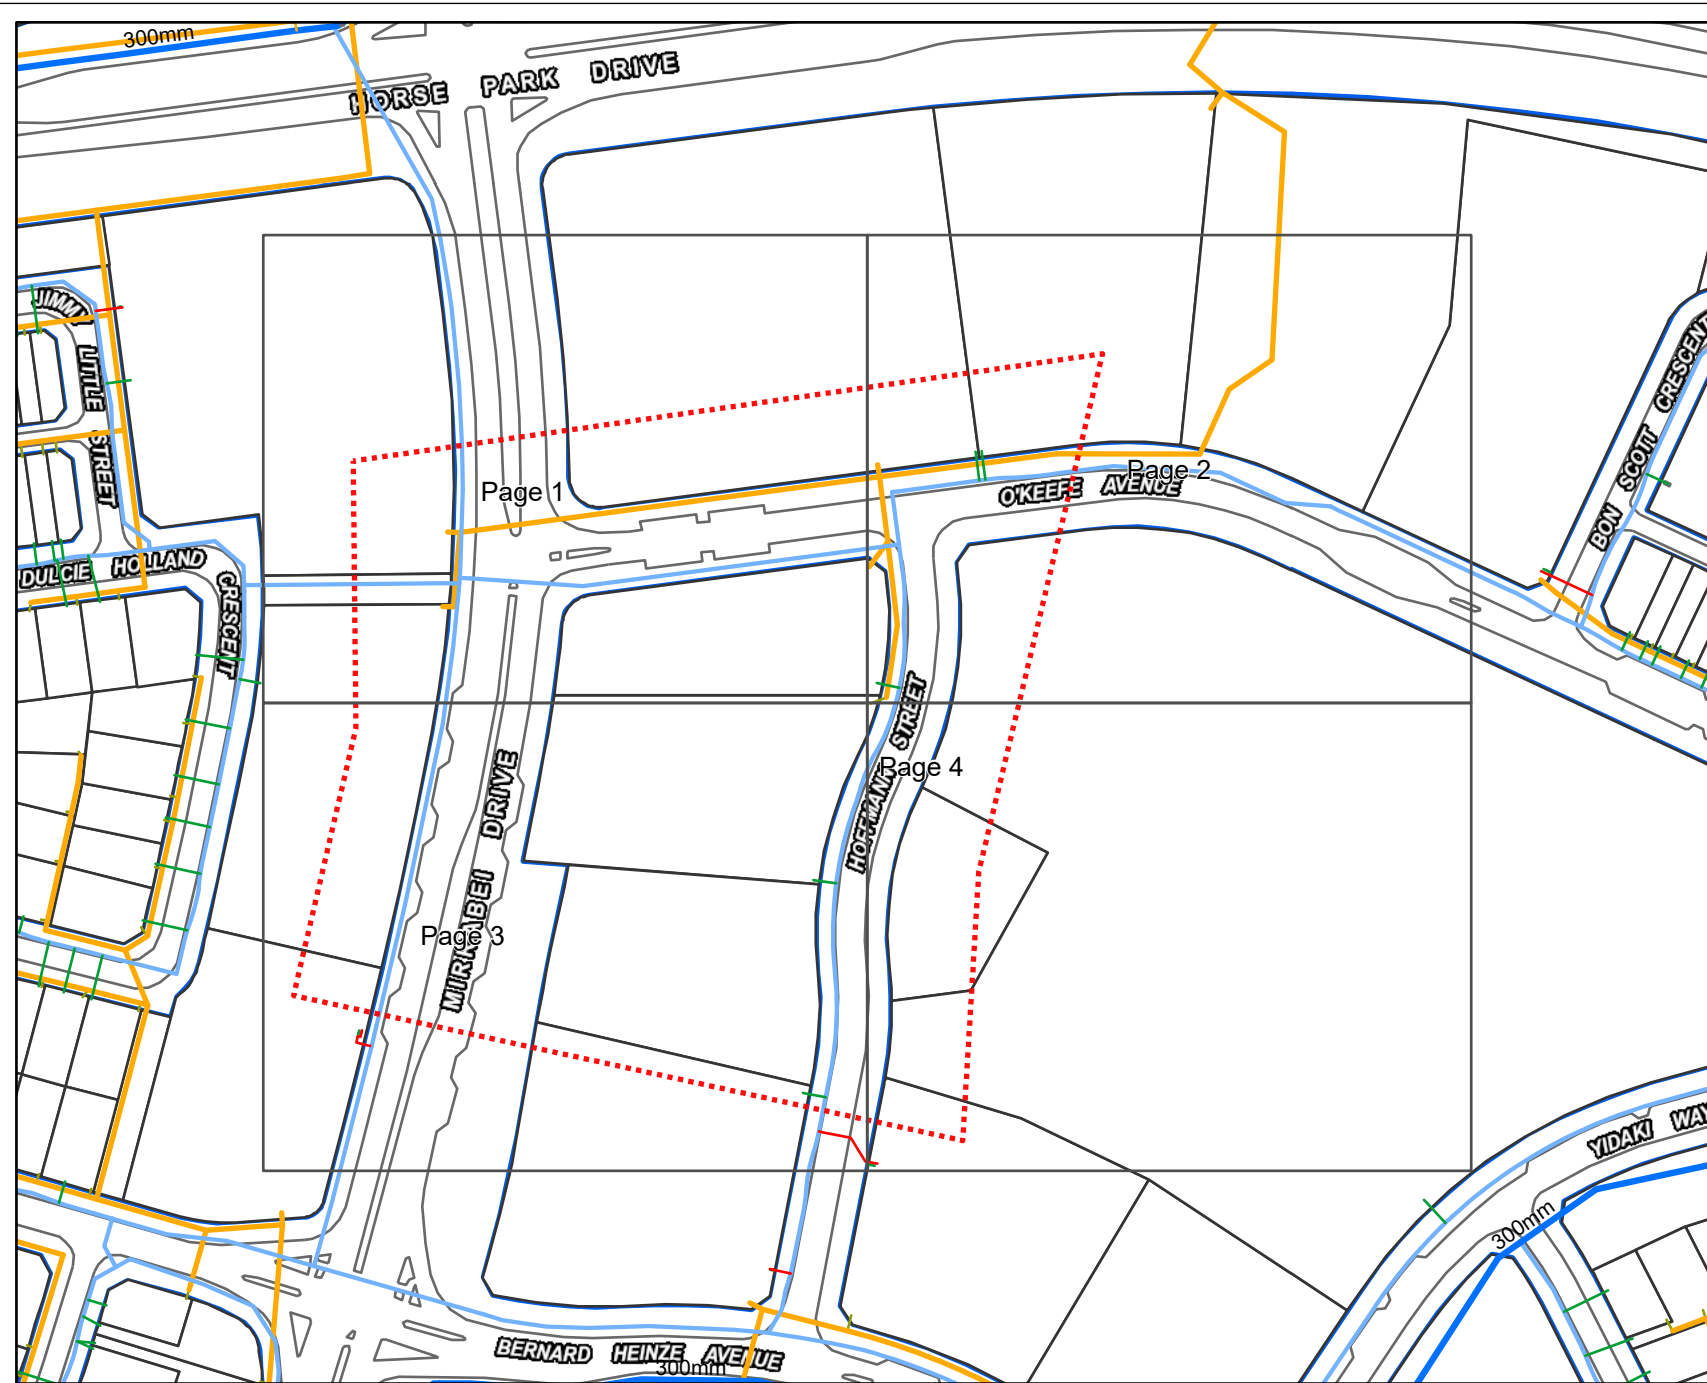 300mm
HORSE PARK DRIVE
JIMMY LITTLE STREET
DULCIE HOLLAND CRESCENT
Page 1
Page 2
O'KEEFE AVENUE
BON SCOTT CRESCENT
HOFFMANN STREET
Page 4
MIRRABEI DRIVE
Page 3
YIDAKI WAY
300mm
BERNARD HEINZE AVENUE
300mm